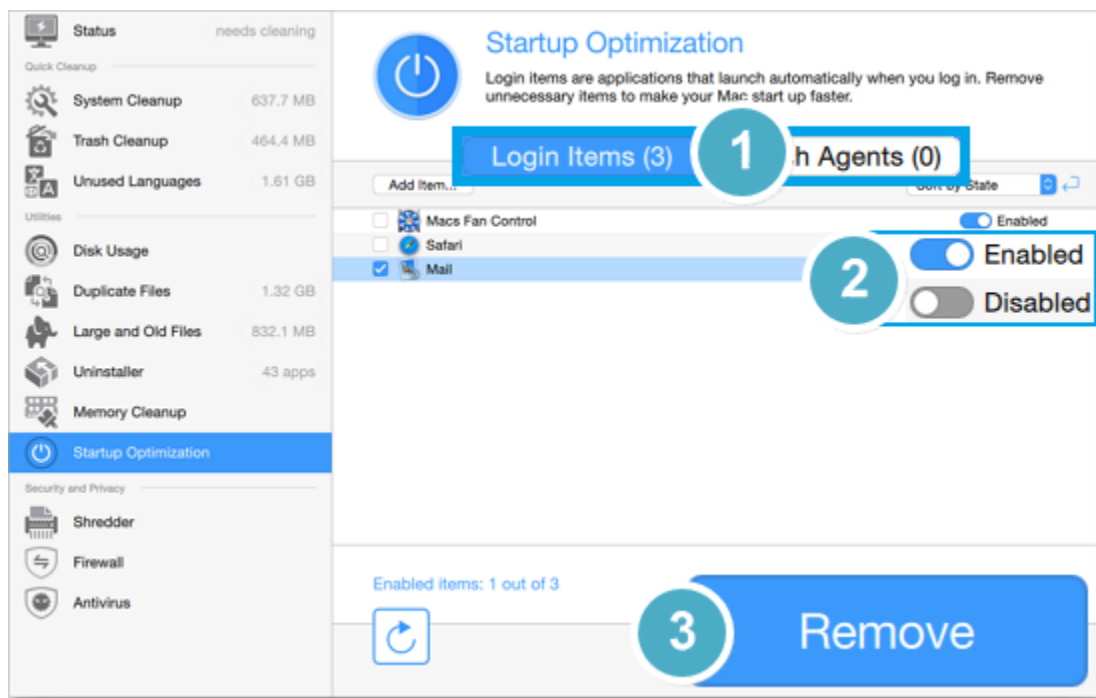 Status needs cleaning
Quick Cleanup
System Cleanup 637.7 MB
Trash Cleanup 464.4 MB
Unused Languages 1.61 GB
Utilities
Disk Usage
Duplicate Files 1.32 GB
Large and Old Files 832.1 MB
Uninstaller 43 apps
Memory Cleanup
Startup Optimization
Security and Privacy
Shredder
Firewall
Antivirus
Startup Optimization
Login items are applications that launch automatically when you log in. Remove
unnecessary items to make your Mac start up faster.
Login Items (3) 1 h Agents (0)
Add Item... Sort by State
Macs Fan Control Enabled
Safari
Mail
2
Enabled
Disabled
Enabled items: 1 out of 3
3 Remove